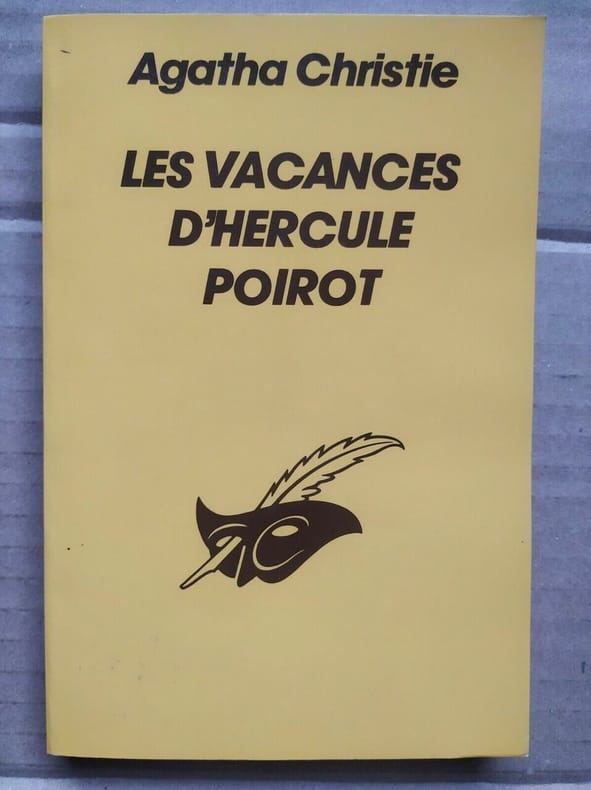 Agatha Christie
LES VACANCES
D'HERCULE
POIROT